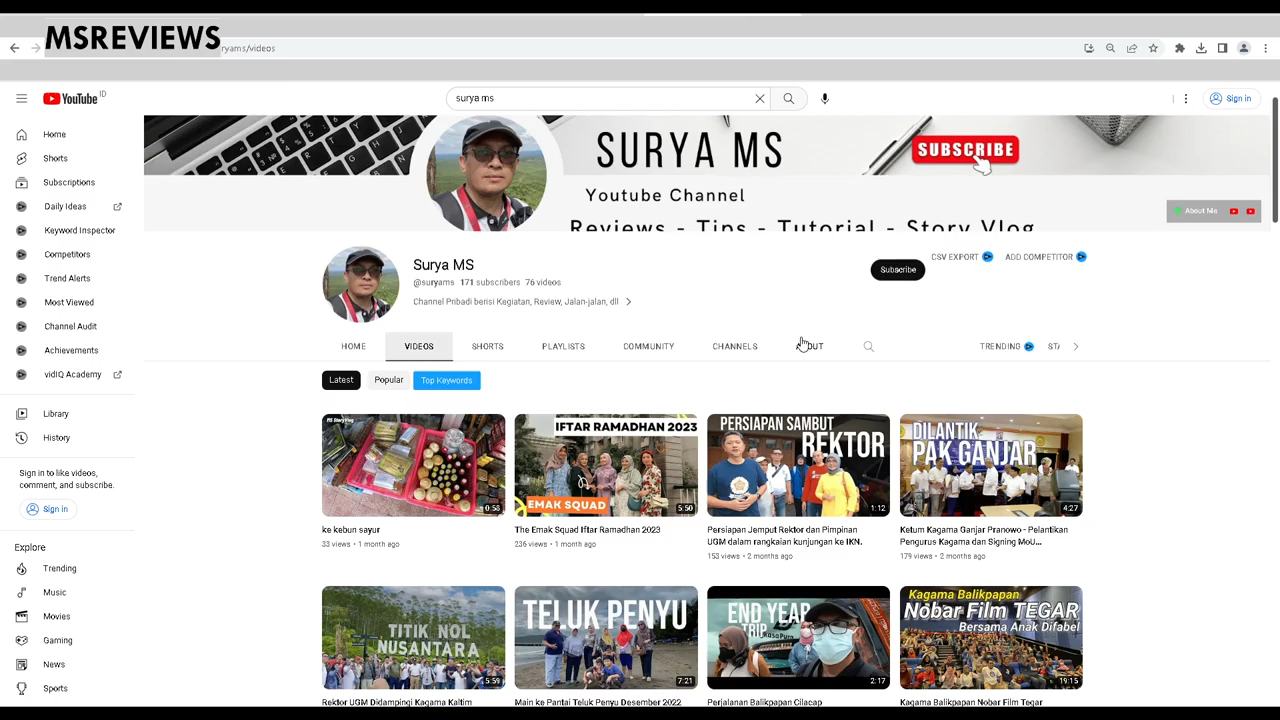 MSREVIEWS
ryams/videos
YouTube ID
surya ms
Sign in
Home
Shorts
Subscriptions
Daily Ideas
Keyword Inspector
Competitors
Trend Alerts
Most Viewed
Channel Audit
Achievements
vidIQ Academy
Library
History
Sign in to like videos,
comment, and subscribe.
Sign in
Explore
Trending
Music
Movies
Gaming
News
Sports
SURYA MS
SUBSCRIBE
Youtube Channel
Reviews - Tips - Tutorial - Story Vlog
About Me
Surya MS
@suryams 171 subscribers 76 videos
Channel Pribadi berisi Kegiatan, Review, Jalan-jalan, dll
Subscribe
CSV EXPORT
ADD COMPETITOR
HOME
VIDEOS
SHORTS
PLAYLISTS
COMMUNITY
CHANNELS
ABOUT
TRENDING
STA
Latest
Popular
Top Keywords
MS StoryVlog
0:58
ke kebun sayur
33 views • 1 month ago
IFTAR RAMADHAN 2023
EMAK SQUAD
5:50
The Emak Squad Iftar Ramadhan 2023
236 views • 1 month ago
PERSIAPAN SAMBUT
REKTOR
1:12
Persiapan Jemput Rektor dan Pimpinan
UGM dalam rangkaian kunjungan ke IKN.
153 views • 2 months ago
DILANTIK
PAK GANJAR
4:27
Ketum Kagama Ganjar Pranowo - Pelantikan
Pengurus Kagama dan Signing MoU...
179 views • 2 months ago
TITIK NOL
NUSANTARA
5:59
Rektor UGM Didampingi Kagama Kaltim
TELUK PENYU
7:21
Main ke Pantai Teluk Penyu Desember 2022
END YEAR
TRIP
2:17
Perjalanan Balikpapan Cilacap
Kagama Balikpapan
Nobar Film TEGAR
Bersama Anak Difabel
19:15
Kagama Balikpapan Nobar Film Tegar